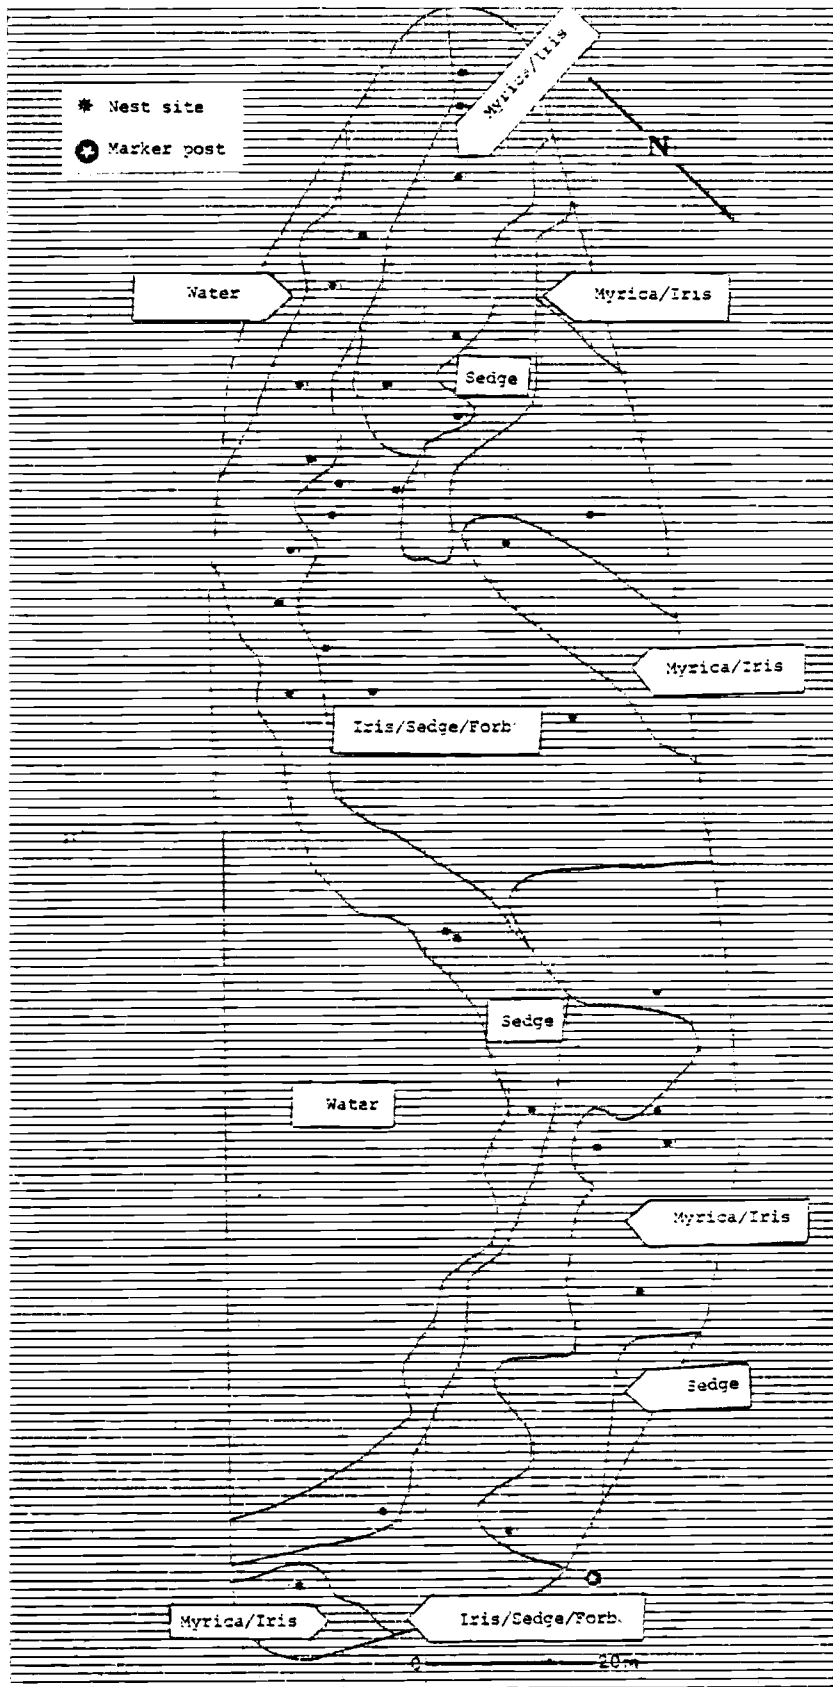 Myrica/Iris
Nest site
Marker post
N
Water
Myrica/Iris
Sedge
Myrica/Iris
Iris/Sedge/Forb
Sedge
Water
Myrica/Iris
Sedge
Myrica/Iris
Iris/Sedge/Forb
0 20m